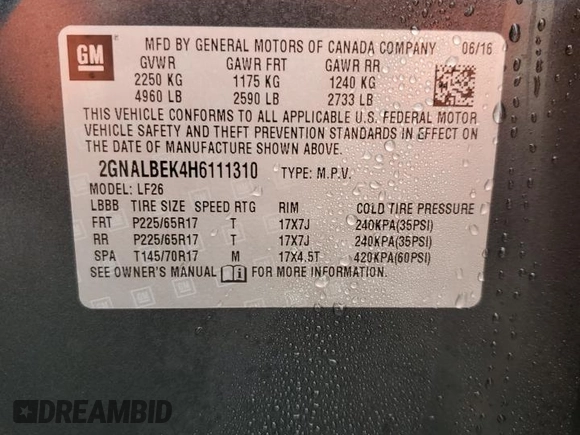 GM
MFD BY GENERAL MOTORS OF CANADA COMPANY 06/16
GVWR GAWR FRT GAWR RR
2250 KG 1175 KG 1240 KG
4960 LB 2590 LB 2733 LB
THIS VEHICLE CONFORMS TO ALL APPLICABLE U.S. FEDERAL MOTOR
VEHICLE SAFETY AND THEFT PREVENTION STANDARDS IN EFFECT ON
THE DATE OF MANUFACTURE SHOWN ABOVE.
2GNALBEK4H6111310 TYPE: M.P.V.
MODEL: LF26
LBBB TIRE SIZE SPEED RTG RIM COLD TIRE PRESSURE
FRT P225/65R17 T 17X7J 240KPA(35PSI)
RR P225/65R17 T 17X7J 240KPA(35PSI)
SPA T145/70R17 M 17X4.5T 420KPA(60PSI)
SEE OWNER'S MANUAL FOR MORE INFORMATION.
DREAMBID